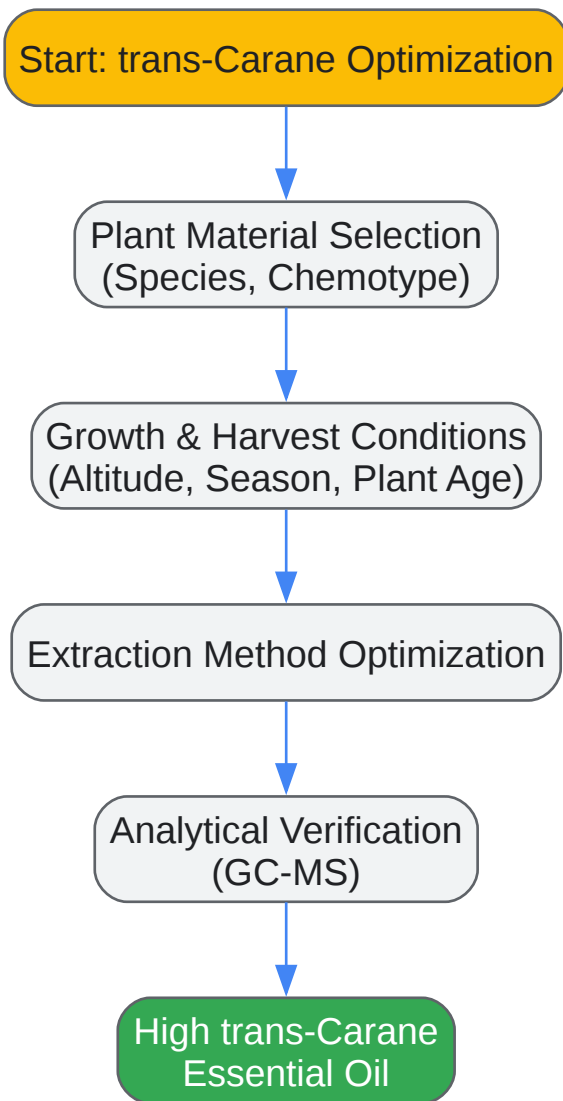 Start: trans-Carane Optimization
Plant Material Selection
(Species, Chemotype)
Growth & Harvest Conditions
(Altitude, Season, Plant Age)
Extraction Method Optimization
Analytical Verification
(GC-MS)
High trans-Carane
Essential Oil